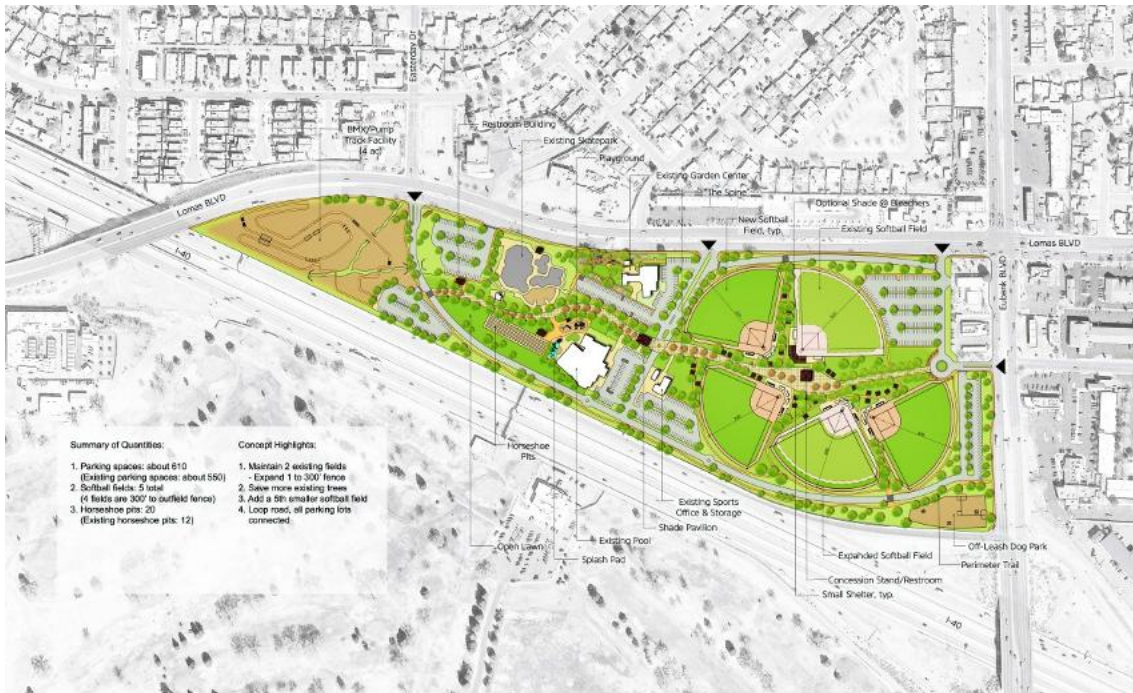 Easterday Dr
BMX/Pump
Track Facility
(4 ac)
Restroom Building
Existing Skatepark
Playground
Existing Garden Center
"The Spine"
New Softball
Field, typ.
Optional Shade @ Bleachers
Existing Softball Field
Lomas BLVD
Lomas BLVD
Eubank BLVD
I-40
Summary of Quantities:
1. Parking spaces: about 610
(Existing parking spaces: about 550)
2. Softball fields: 5 total
(4 fields are 300' to outfield fence)
3. Horseshoe pits: 20
(Existing horseshoe pits: 12)
Concept Highlights:
1. Maintain 2 existing fields
- Expand 1 to 300' fence
2. Save more existing trees
3. Add a 5th smaller softball field
4. Loop road, all parking lots
connected
Horseshoe
Pits
Open Lawn
Splash Pad
Existing Pool
Shade Pavilion
Existing Sports
Office & Storage
Expanded Softball Field
Concession Stand/Restroom
Small Shelter, typ.
Off-Leash Dog Park
Perimeter Trail
I-40